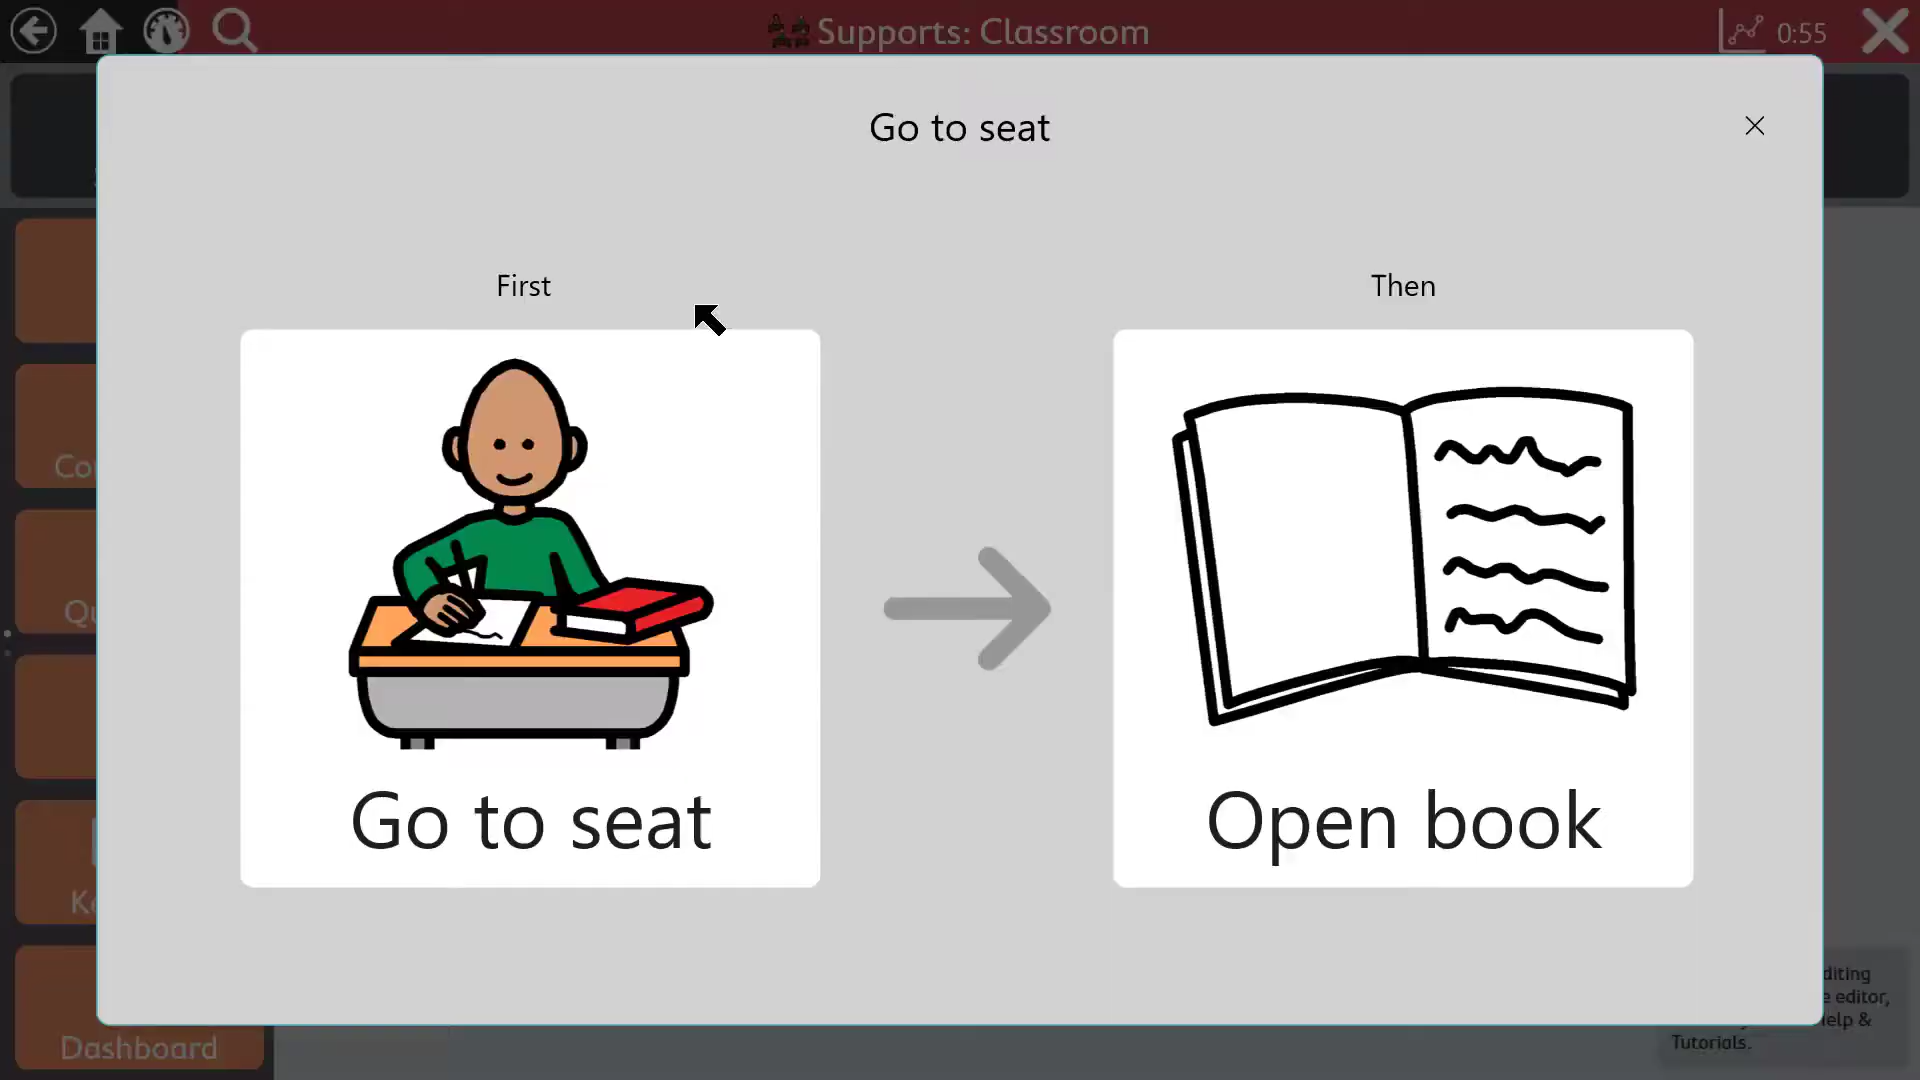 Supports: Classroom
0:55
Go to seat
First
Then
Go to seat
Open book
Dashboard
Tutorials.